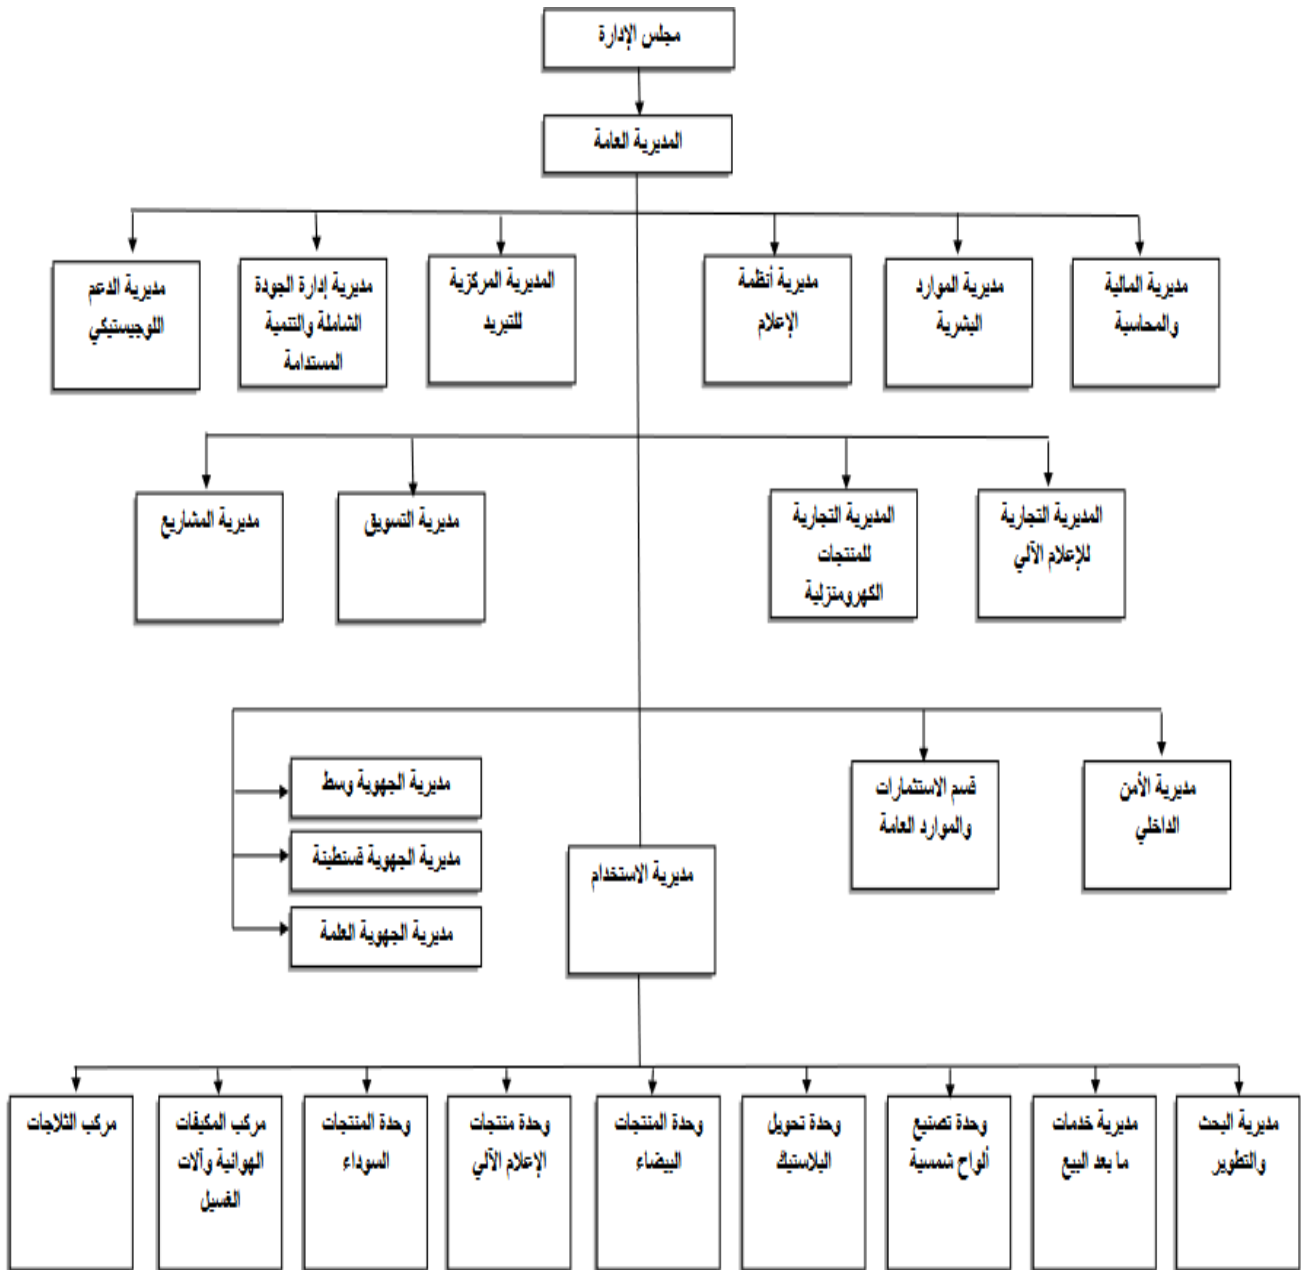 مجلس الإدارة
المديرية العامة
مديرية المالية
والمحاسبة
مديرية الموارد
البشرية
مديرية أنظمة
الإعلام
المديرية المركزية
للتبريد
مديرية إدارة الجودة
الشاملة والتنمية
المستدامة
مديرية الدعم
اللوجيستيكي
المديرية التجارية
للإعلام الآلي
المديرية التجارية
للمنتجات
الكهرومنزلية
مديرية التسويق
مديرية المشاريع
مديرية الأمن
الداخلي
قسم الاستثمارات
والموارد العامة
مديرية الجهوية وسط
مديرية الجهوية قسنطينة
مديرية الجهوية العلمة
مديرية الاستخدام
مديرية البحث
والتطوير
مديرية خدمات
ما بعد البيع
وحدة تصنيع
ألواح شمسية
وحدة تحويل
البلاستيك
وحدة المنتجات
البيضاء
وحدة منتجات
الإعلام الآلي
وحدة المنتجات
السوداء
مركب المكيفات
الهوائية وآلات
الغسيل
مركب الثلاجات